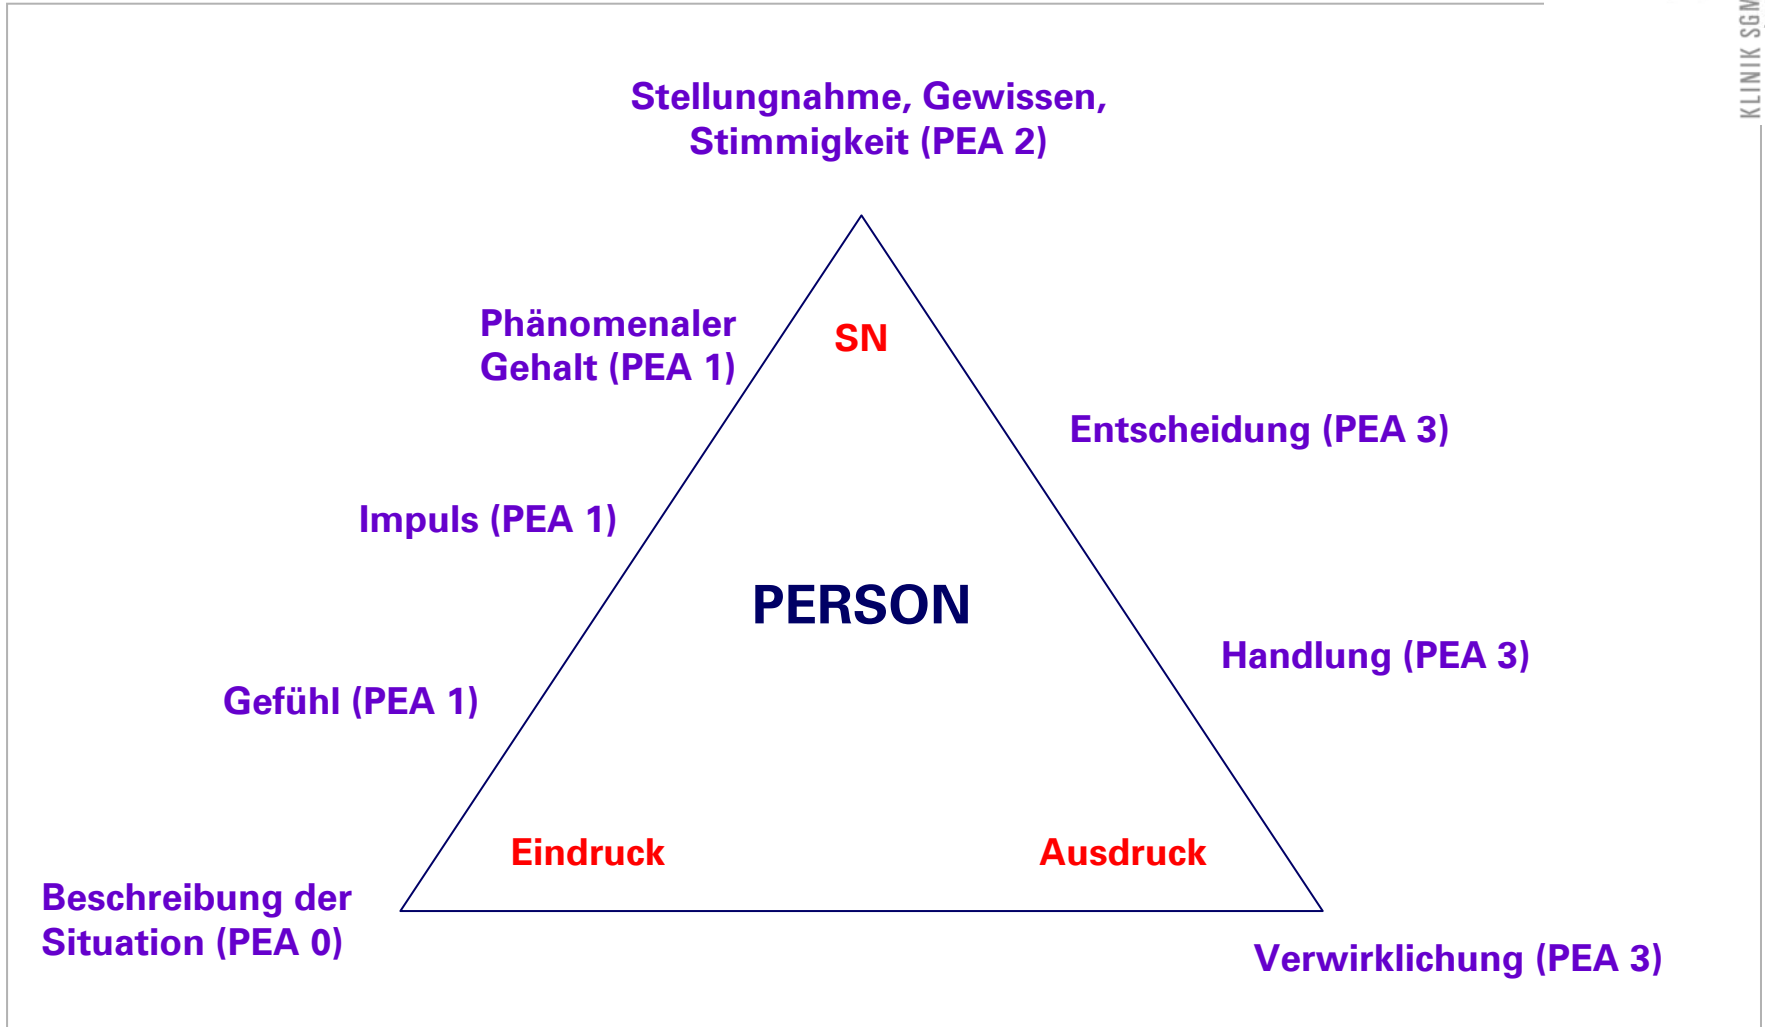 KLINIK SGM
Stellungnahme, Gewissen,
Stimmigkeit (PEA 2)
Phänomenaler
Gehalt (PEA 1)
SN
Entscheidung (PEA 3)
Impuls (PEA 1)
PERSON
Handlung (PEA 3)
Gefühl (PEA 1)
Eindruck
Ausdruck
Beschreibung der
Situation (PEA 0)
Verwirklichung (PEA 3)